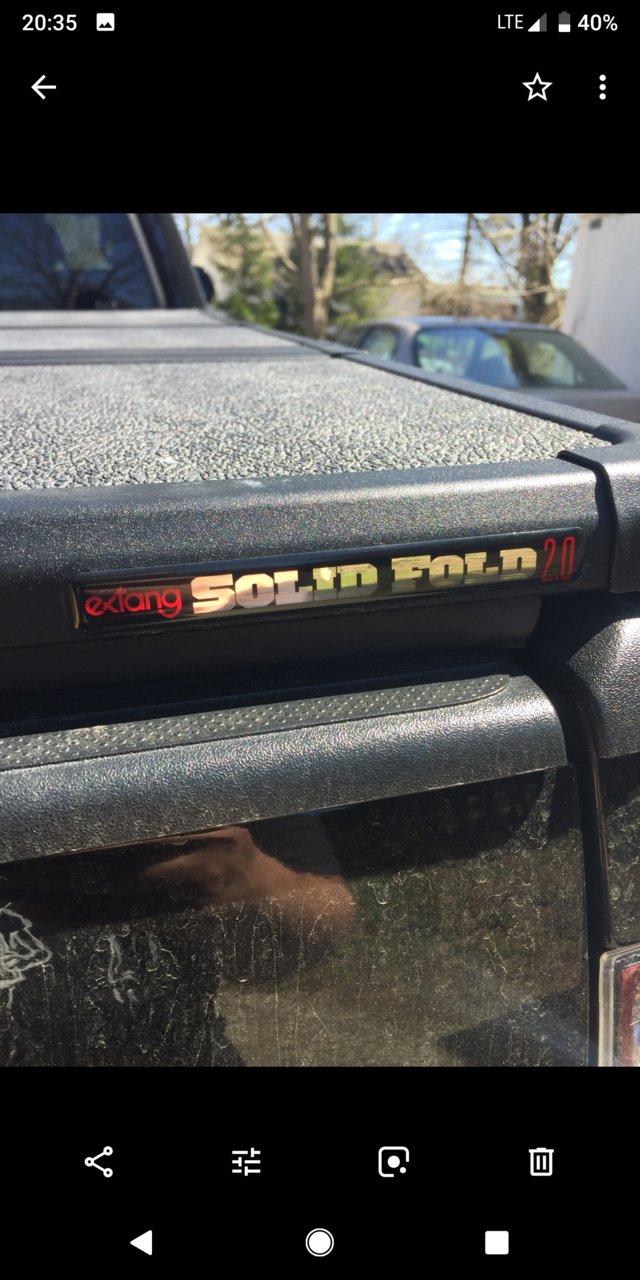 20:35 LTE 40%
extang SOLID FOLD 2.0